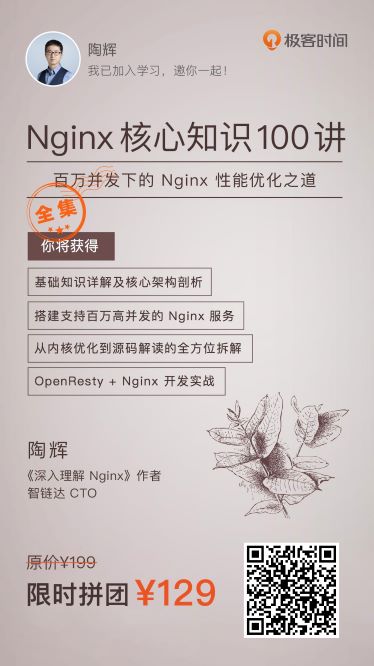 陶辉
我已加入学习，邀你一起！
极客时间
Nginx 核心知识 100 讲
百万并发下的 Nginx 性能优化之道
全集
你将获得
基础知识详解及核心架构剖析
搭建支持百万高并发的 Nginx 服务
从内核优化到源码解读的全方位拆解
OpenResty + Nginx 开发实战
陶辉
《深入理解 Nginx》作者
智链达 CTO
原价¥199
限时拼团 ¥129